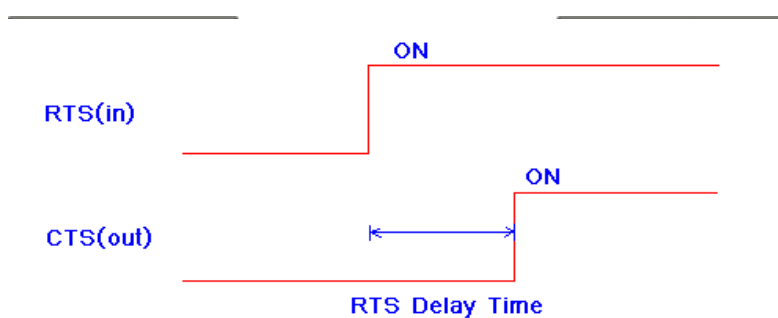 ON
RTS(in)
ON
CTS(out)
RTS Delay Time